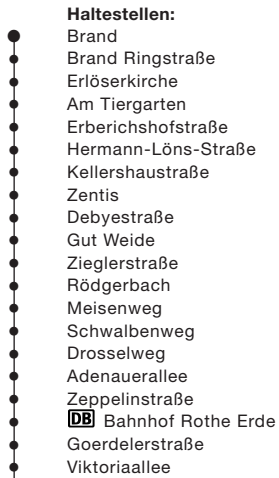 Haltestellen:
Brand
Brand Ringstraße
Erlöserkirche
Am Tiergarten
Erberichshofstraße
Hermann-Löns-Straße
Kellershaustraße
Zentis
Debyestraße
Gut Weide
Zieglerstraße
Rödgerbach
Meisenweg
Schwalbenweg
Drosselweg
Adenauerallee
Zeppelinstraße
DB Bahnhof Rothe Erde
Goerdelerstraße
Viktoriaallee